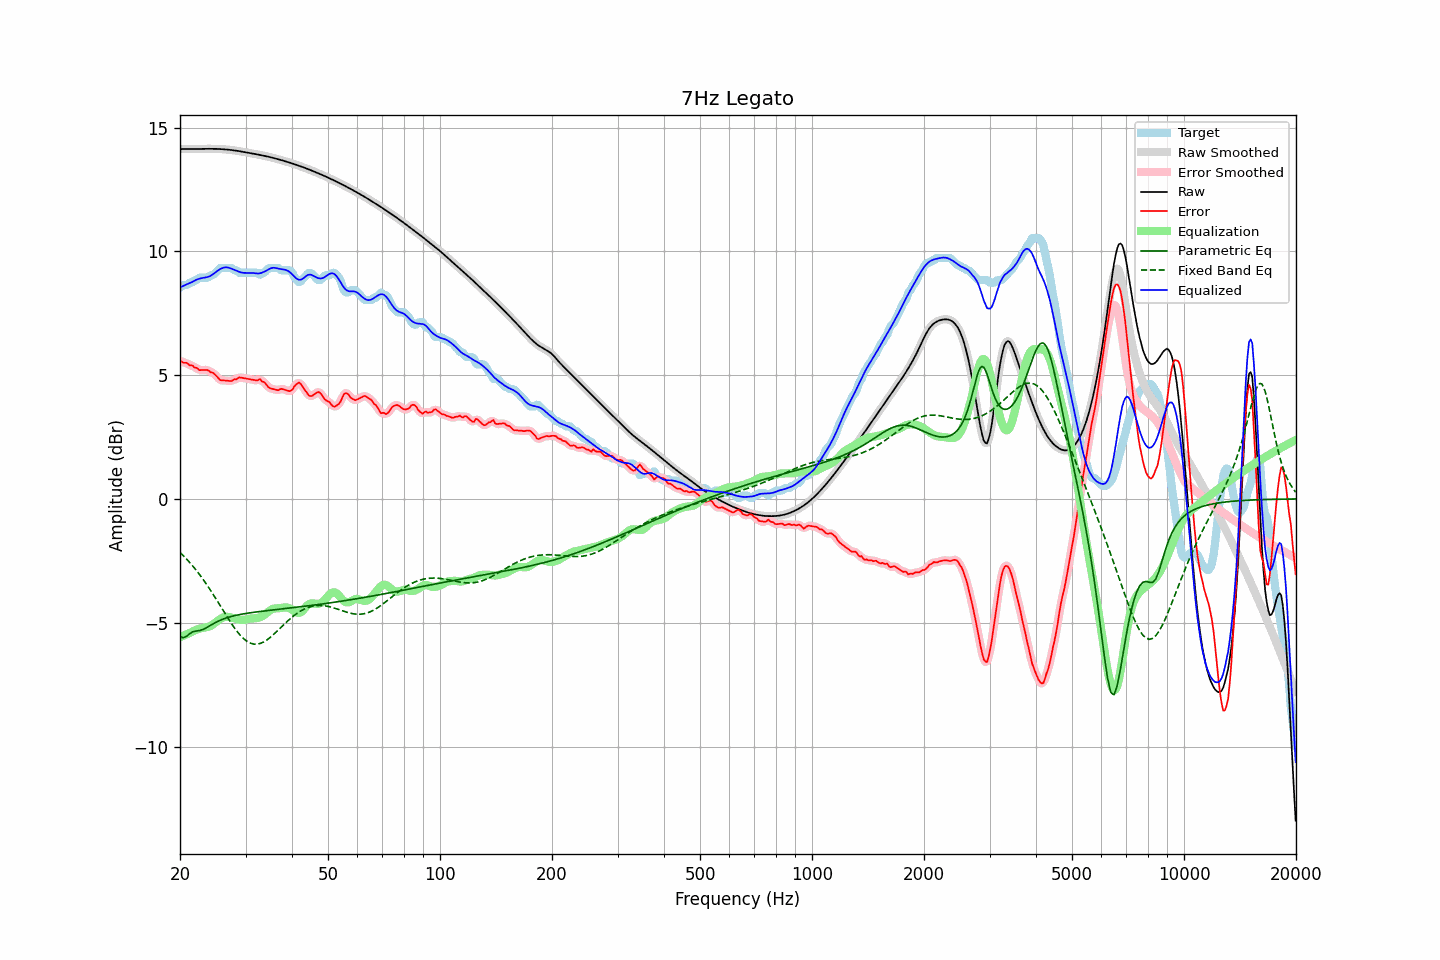 7Hz Legato
15
10
5
0
−5
−10
Amplitude (dBr)
20
50
100
200
500
1000
2000
5000
10000
20000
Frequency (Hz)
Target
Raw Smoothed
Error Smoothed
Raw
Error
Equalization
Parametric Eq
Fixed Band Eq
Equalized